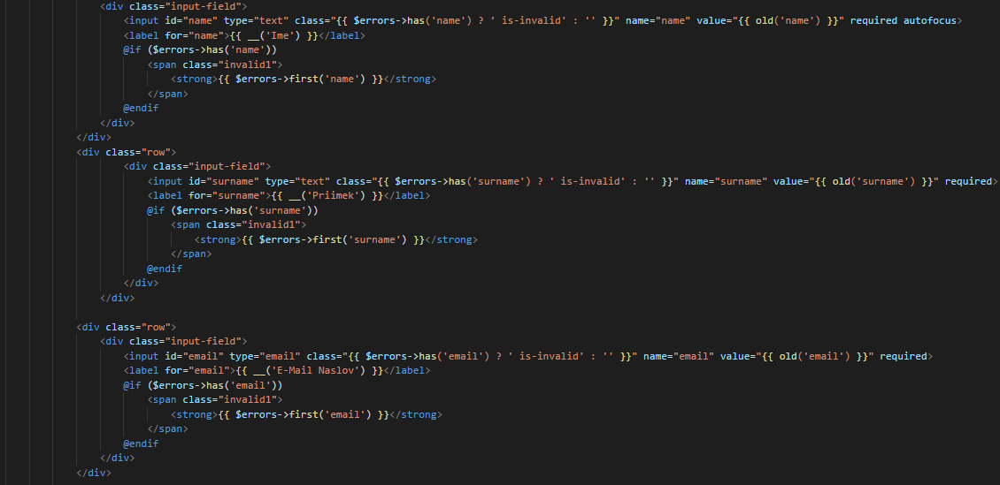 <div class="input-field">
<input id="name" type="text" class="{{ $errors->has('name') ? ' is-invalid' : '' }}" name="name" value="{{ old('name') }}" required autofocus>
<label for="name">{{ __('Ime') }}</label>
@if ($errors->has('name'))
<span class="invalid1">
<strong>{{ $errors->first('name') }}</strong>
</span>
@endif
</div>
</div>
<div class="row">
<div class="input-field">
<input id="surname" type="text" class="{{ $errors->has('surname') ? ' is-invalid' : '' }}" name="surname" value="{{ old('surname') }}" required>
<label for="surname">{{ __('Priimek') }}</label>
@if ($errors->has('surname'))
<span class="invalid1">
<strong>{{ $errors->first('surname') }}</strong>
</span>
@endif
</div>
</div>
<div class="row">
<div class="input-field">
<input id="email" type="email" class="{{ $errors->has('email') ? ' is-invalid' : '' }}" name="email" value="{{ old('email') }}" required>
<label for="email">{{ __('E-Mail Naslov') }}</label>
@if ($errors->has('email'))
<span class="invalid1">
<strong>{{ $errors->first('email') }}</strong>
</span>
@endif
</div>
</div>